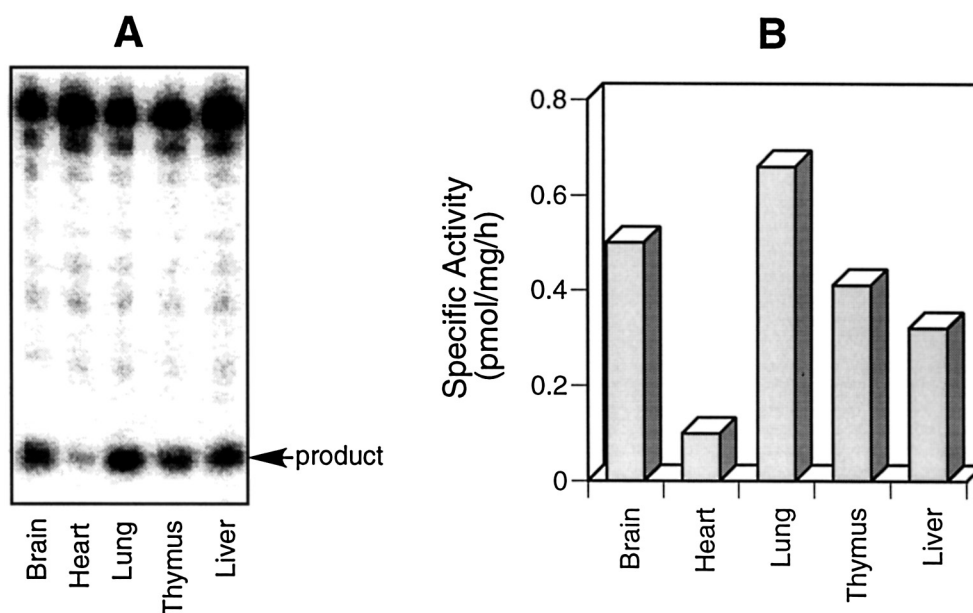 A
product
Brain
Heart
Lung
Thymus
Liver
B
Specific Activity
(pmol/mg/h)
0.8
0.6
0.4
0.2
0
Brain
Heart
Lung
Thymus
Liver